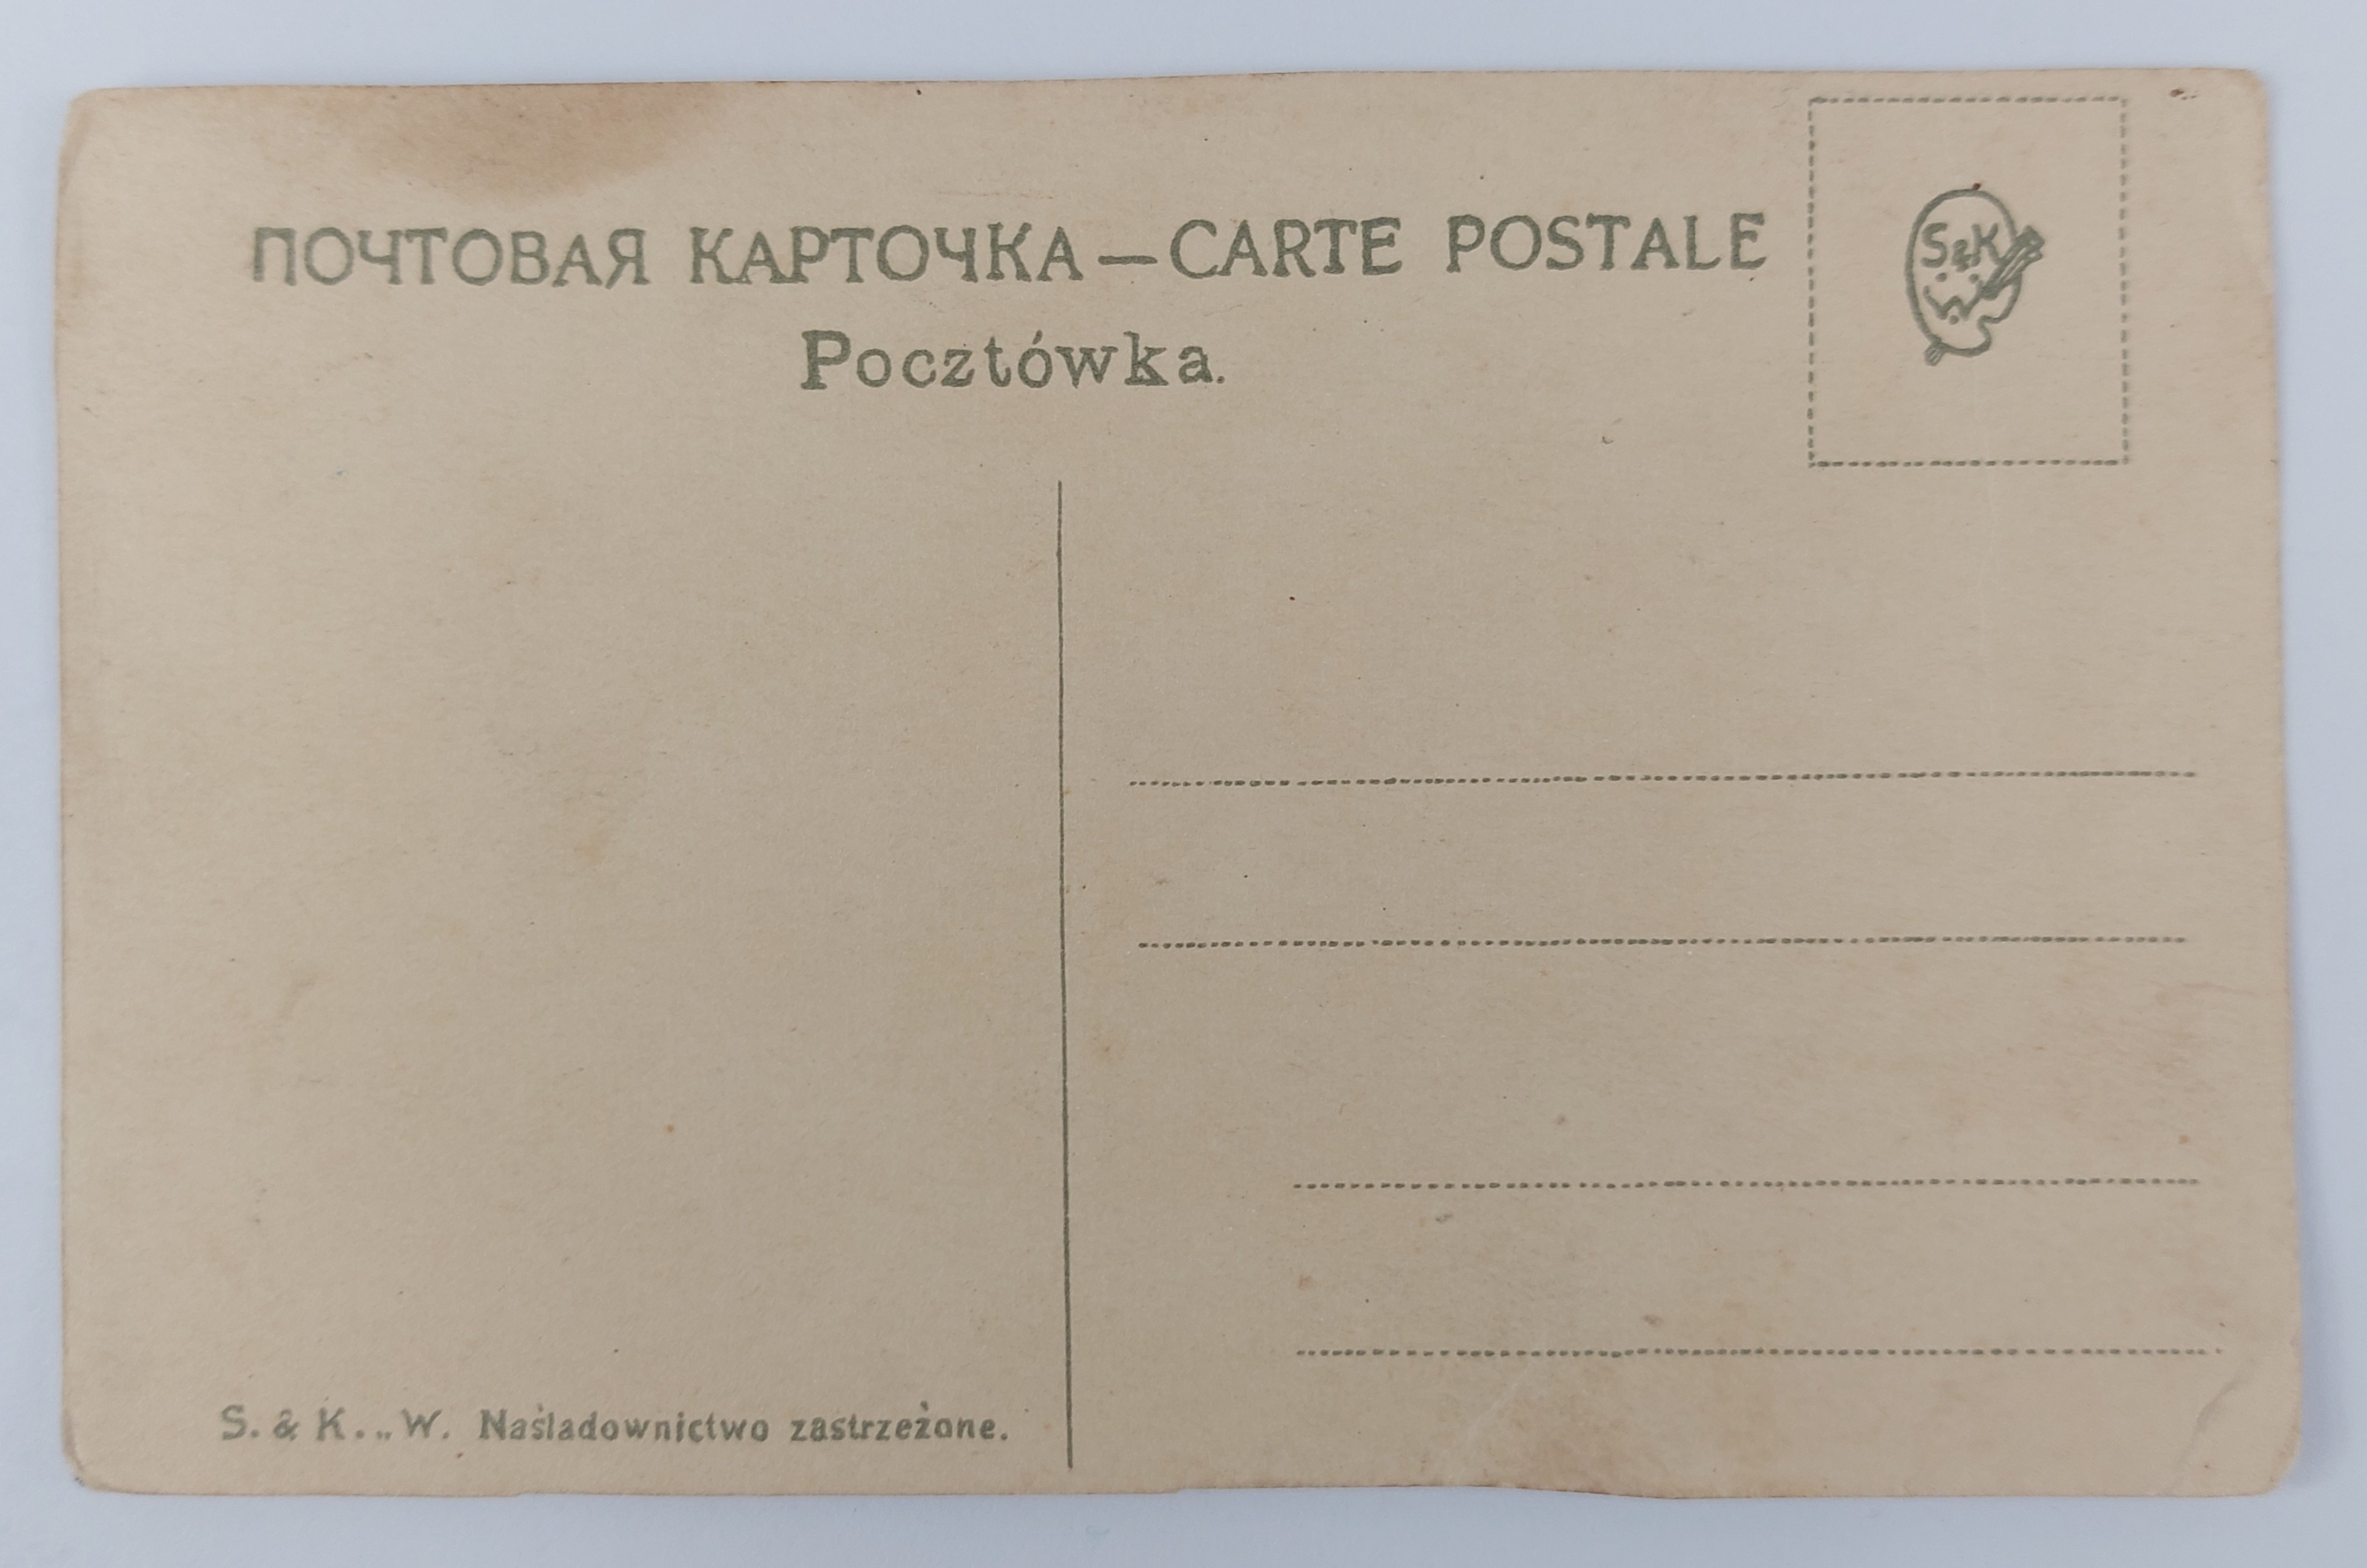 ПОЧТОВАЯ КАРТОЧКА — CARTE POSTALE
Pocztówka.
S&K
S. & K. „ W. Naśladownictwo zastrzeżone.